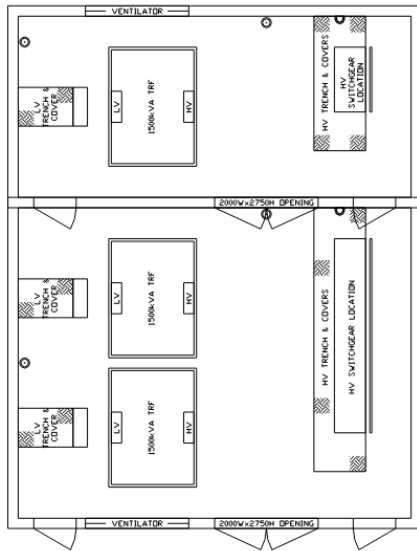 VENTILATOR
LV
TRENCH &
COVER
LV
1500kVA TRF
HV
HV TRENCH & COVERS
HV
SWITCHGEAR
LOCATION
2000W×2750H OPENING
LV
TRENCH &
COVER
LV
1500kVA TRF
HV
HV TRENCH & COVERS
HV SWITCHGEAR LOCATION
LV
TRENCH &
COVER
LV
1500kVA TRF
HV
VENTILATOR
2000W×2750H OPENING